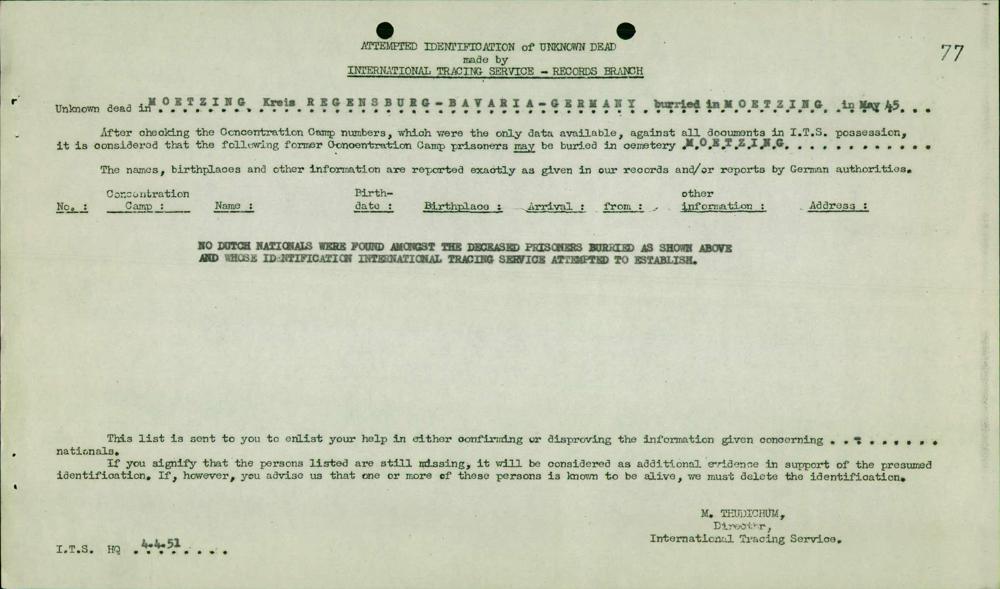 77
ATTEMPTED IDENTIFICATION of UNKNOWN DEAD
made by
INTERNATIONAL TRACING SERVICE - RECORDS BRANCH
Unknown dead in MOETZING Kreis REGENSBURG-BAVARIA-GERMANY burried in MOETZING in May 45...
After checking the Concentration Camp numbers, which were the only data available, against all documents in I.T.S. possession,
it is considered that the following former Concentration Camp prisoners may be buried in cemetery M.O.E.T.Z.I.N.G. . . . . . . . . . . .
The names, birthplaces and other information are reported exactly as given in our records and/or reports by German authorities.
No. : Concentration Camp : Name : Birth-date : Birthplace : Arrival : from : other information : Address :
NO DUTCH NATIONALS WERE FOUND AMONGST THE DECEASED PRISONERS BURRIED AS SHOWN ABOVE
AND WHOSE IDENTIFICATION INTERNATIONAL TRACING SERVICE ATTEMPTED TO ESTABLISH.
This list is sent to you to enlist your help in either confirming or disproving the information given concerning . . . . . . . . .
nationals.
If you signify that the persons listed are still missing, it will be considered as additional evidence in support of the presumed
identification. If, however, you advise us that one or more of these persons is known to be alive, we must delete the identification.
M. THUDICHUM,
Director,
International Tracing Service.
I.T.S. HQ 4.4.51 . . . .